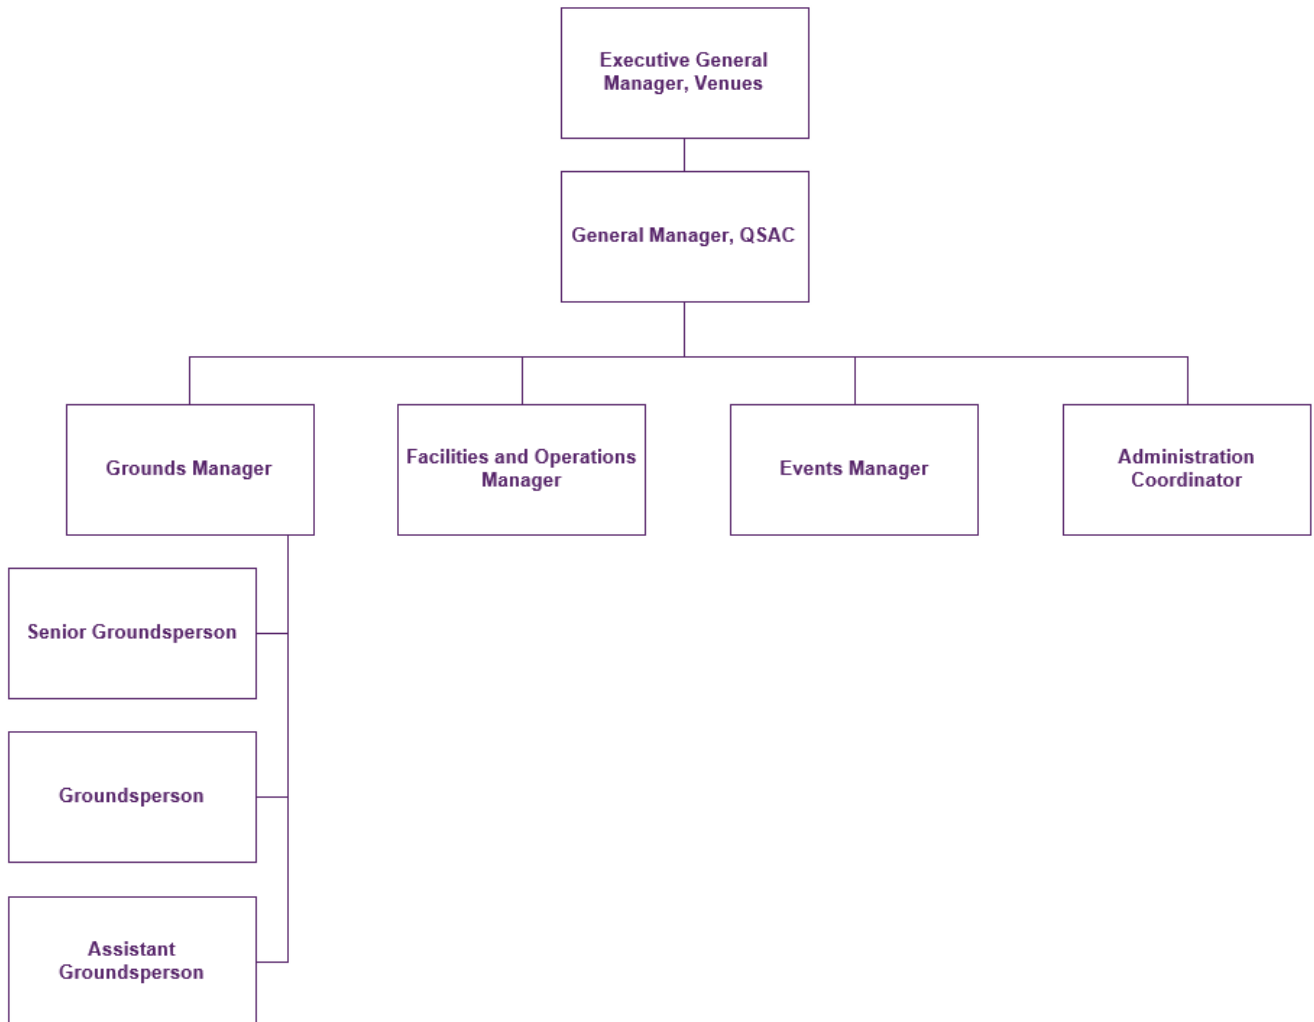 Executive General
Manager, Venues
General Manager, QSAC
Grounds Manager
Facilities and Operations
Manager
Events Manager
Administration
Coordinator
Senior Groundsperson
Groundsperson
Assistant
Groundsperson